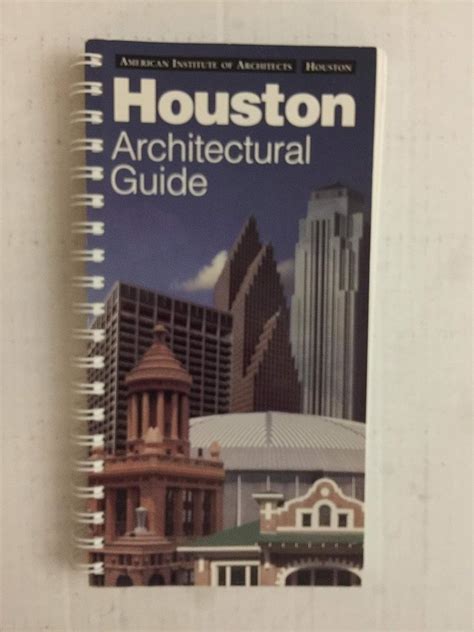 AMERICAN INSTITUTE OF ARCHITECTS HOUSTON
Houston
Architectural
Guide